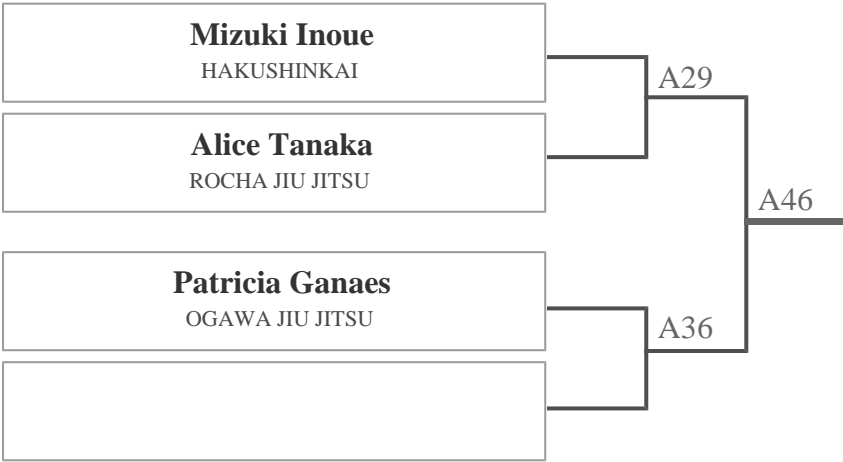 Mizuki Inoue
HAKUSHINKAI
A29
Alice Tanaka
ROCHA JIU JITSU
A46
Patricia Ganaes
OGAWA JIU JITSU
A36